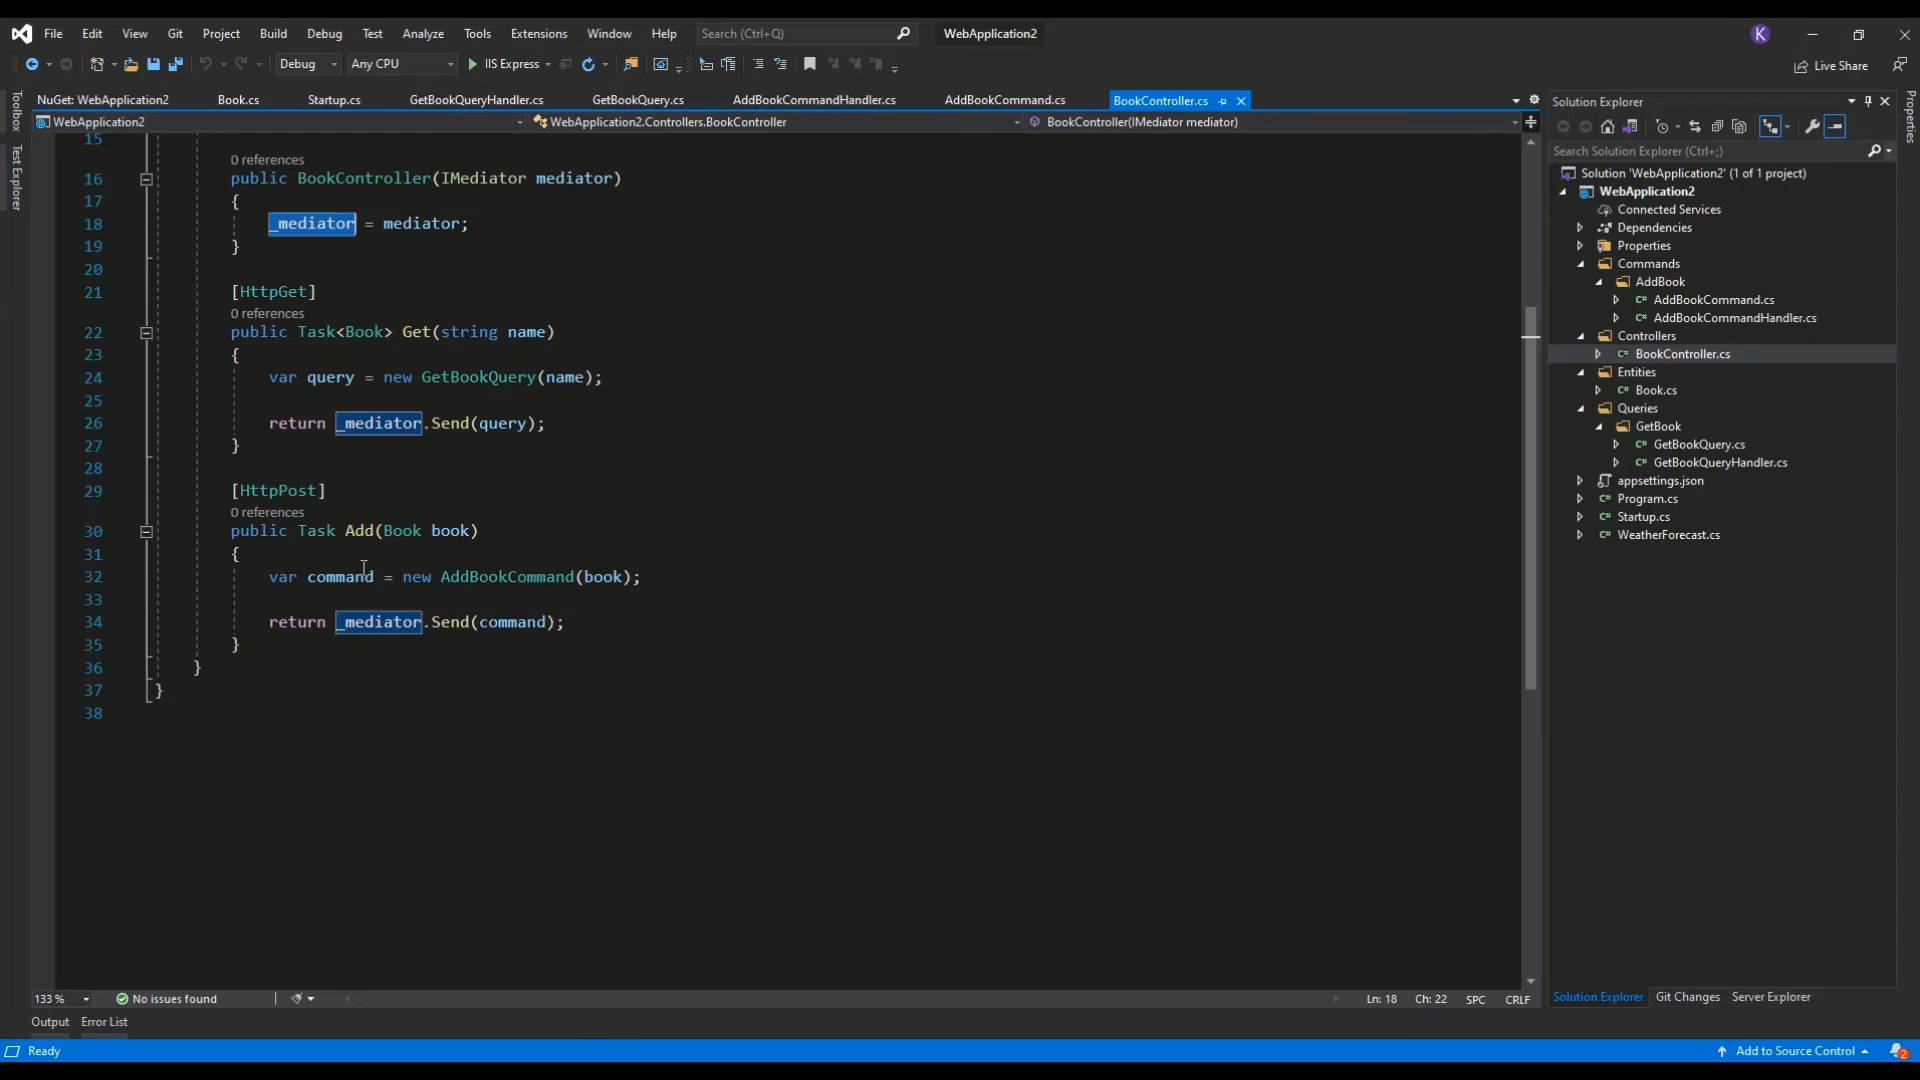 File Edit View Git Project Build Debug Test Analyze Tools Extensions Window Help Search (Ctrl+Q) WebApplication2 K
Debug Any CPU IIS Express Live Share
NuGet: WebApplication2 Book.cs Startup.cs GetBookQueryHandler.cs GetBookQuery.cs AddBookCommandHandler.cs AddBookCommand.cs BookController.cs
WebApplication2 WebApplication2.Controllers.BookController BookController(IMediator mediator)
Toolbox
Test Explorer
15
0 references
16 public BookController(IMediator mediator)
17 {
18 _mediator = mediator;
19 }
20
21 [HttpGet]
0 references
22 public Task<Book> Get(string name)
23 {
24 var query = new GetBookQuery(name);
25
26 return _mediator.Send(query);
27 }
28
29 [HttpPost]
0 references
30 public Task Add(Book book)
31 {
32 var command = new AddBookCommand(book);
33
34 return _mediator.Send(command);
35 }
36 }
37 }
38
133 % No issues found Ln: 18 Ch: 22 SPC CRLF
Output Error List
Ready Add to Source Control 2
Solution Explorer
Search Solution Explorer (Ctrl+;)
Solution 'WebApplication2' (1 of 1 project)
WebApplication2
Connected Services
Dependencies
Properties
Commands
AddBook
C# AddBookCommand.cs
C# AddBookCommandHandler.cs
Controllers
C# BookController.cs
Entities
C# Book.cs
Queries
GetBook
C# GetBookQuery.cs
C# GetBookQueryHandler.cs
appsettings.json
C# Program.cs
C# Startup.cs
C# WeatherForecast.cs
Solution Explorer Git Changes Server Explorer
Properties